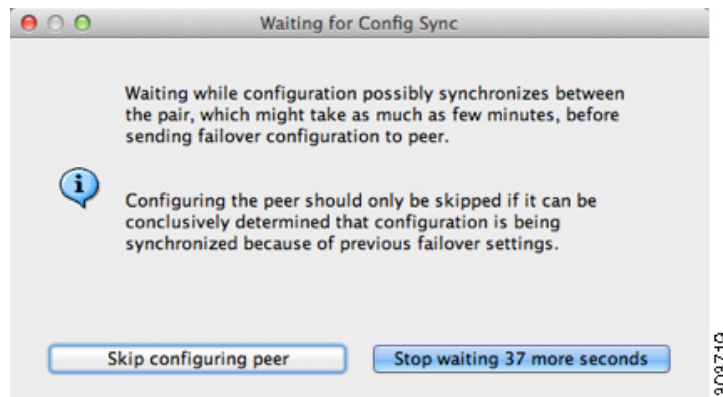 Waiting for Config Sync
Waiting while configuration possibly synchronizes between
the pair, which might take as much as few minutes, before
sending failover configuration to peer.
Configuring the peer should only be skipped if it can be
conclusively determined that configuration is being
synchronized because of previous failover settings.
Skip configuring peer
Stop waiting 37 more seconds
303719